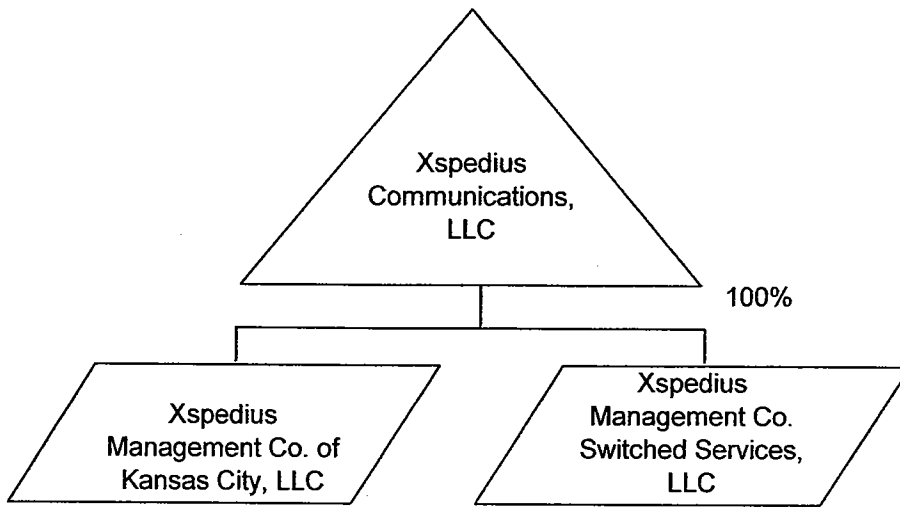 Xspedius
Communications,
LLC
100%
Xspedius
Management Co. of
Kansas City, LLC
Xspedius
Management Co.
Switched Services,
LLC